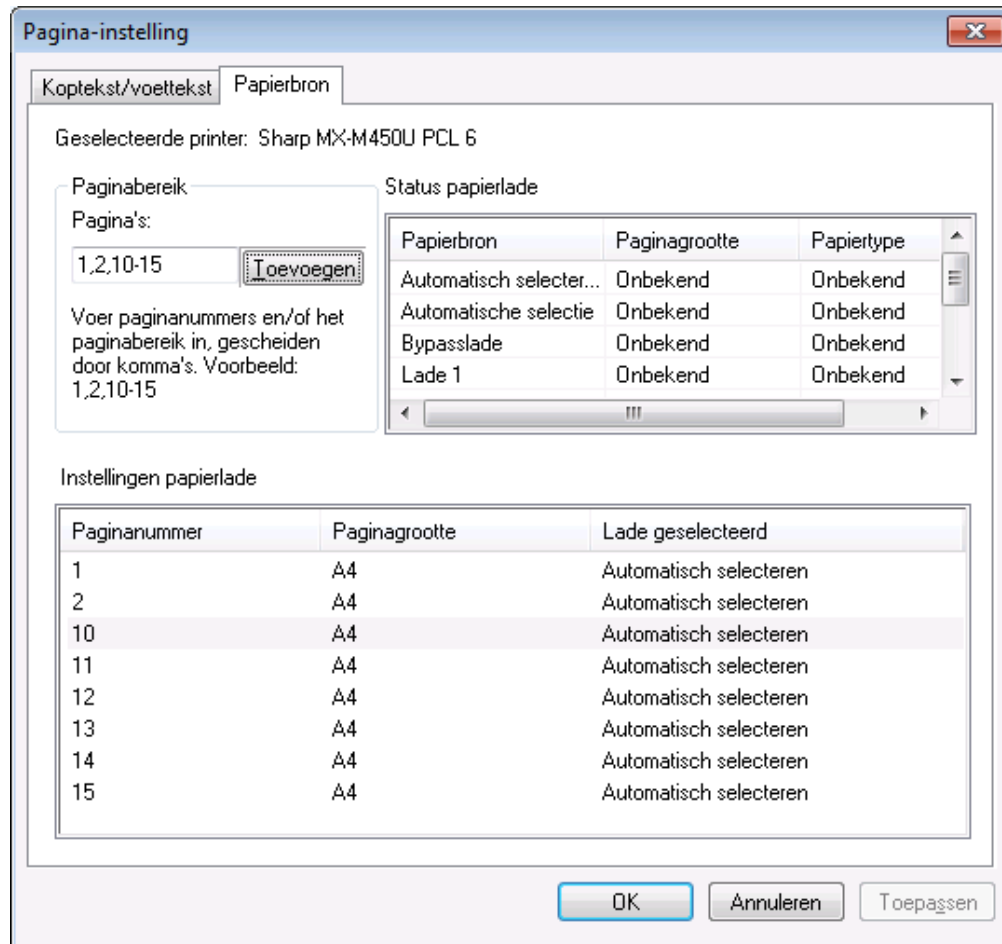 Pagina-instelling
Koptekst/voettekst Papierbron
Geselecteerde printer: Sharp MX-M450U PCL 6
Paginabereik
Pagina's:
1,2,10-15 Toevoegen
Voer paginanummers en/of het
paginabereik in, gescheiden
door komma's. Voorbeeld:
1,2,10-15
Status papierlade
Papierbron Paginagrootte Papiertype
Automatisch selecter... Onbekend Onbekend
Automatische selectie Onbekend Onbekend
Bypasslade Onbekend Onbekend
Lade 1 Onbekend Onbekend
Instellingen papierlade
Paginanummer Paginagrootte Lade geselecteerd
1 A4 Automatisch selecteren
2 A4 Automatisch selecteren
10 A4 Automatisch selecteren
11 A4 Automatisch selecteren
12 A4 Automatisch selecteren
13 A4 Automatisch selecteren
14 A4 Automatisch selecteren
15 A4 Automatisch selecteren
OK Annuleren Toepassen